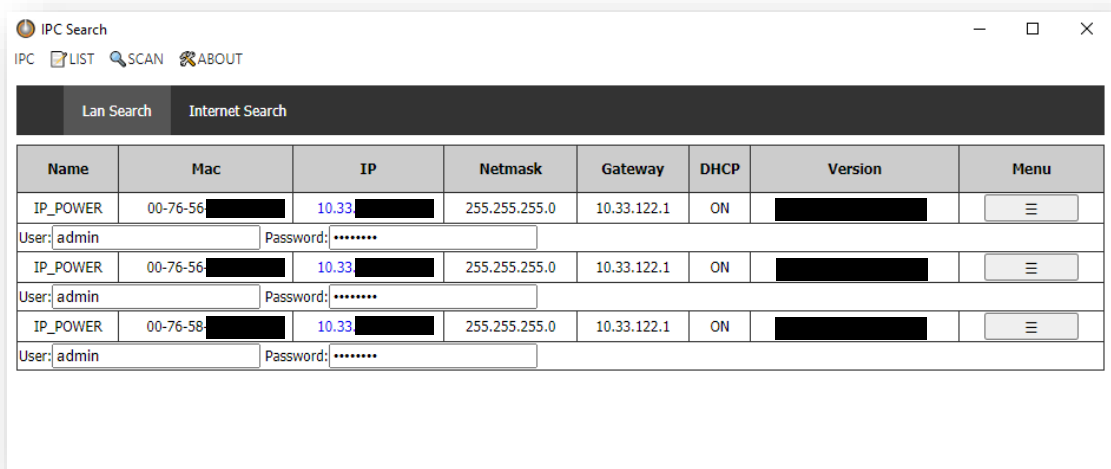 IPC Search
IPC LIST SCAN ABOUT
Lan Search Internet Search
Name Mac IP Netmask Gateway DHCP Version Menu
IP_POWER 00-76-56- 10.33. 255.255.255.0 10.33.122.1 ON ☰
User: admin Password: ••••••••
IP_POWER 00-76-56- 10.33. 255.255.255.0 10.33.122.1 ON ☰
User: admin Password: ••••••••
IP_POWER 00-76-58- 10.33. 255.255.255.0 10.33.122.1 ON ☰
User: admin Password: ••••••••